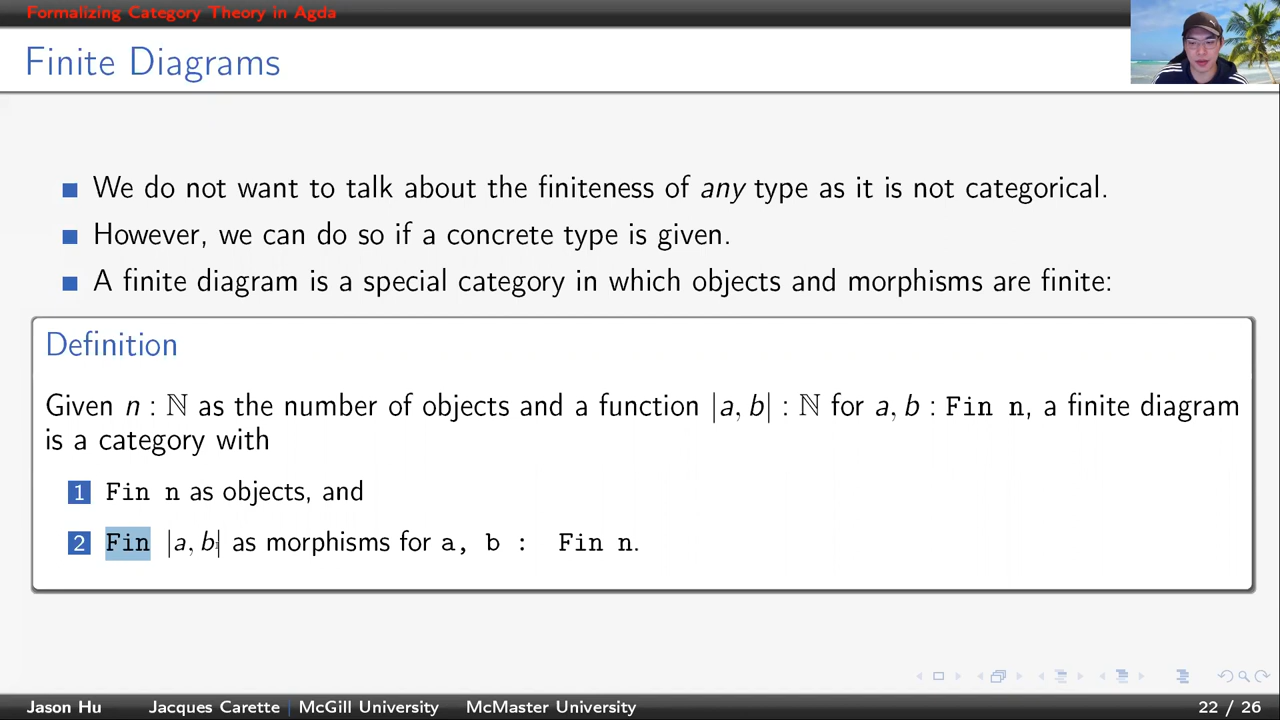 Formalizing Category Theory in Agda
Finite Diagrams
We do not want to talk about the finiteness of any type as it is not categorical.
However, we can do so if a concrete type is given.
A finite diagram is a special category in which objects and morphisms are finite:
Definition
Given n : ℕ as the number of objects and a function |a, b| : ℕ for a, b : Fin n, a finite diagram
is a category with
1 Fin n as objects, and
2 Fin |a, b| as morphisms for a, b : Fin n.
Jason Hu Jacques Carette | McGill University McMaster University 22 / 26